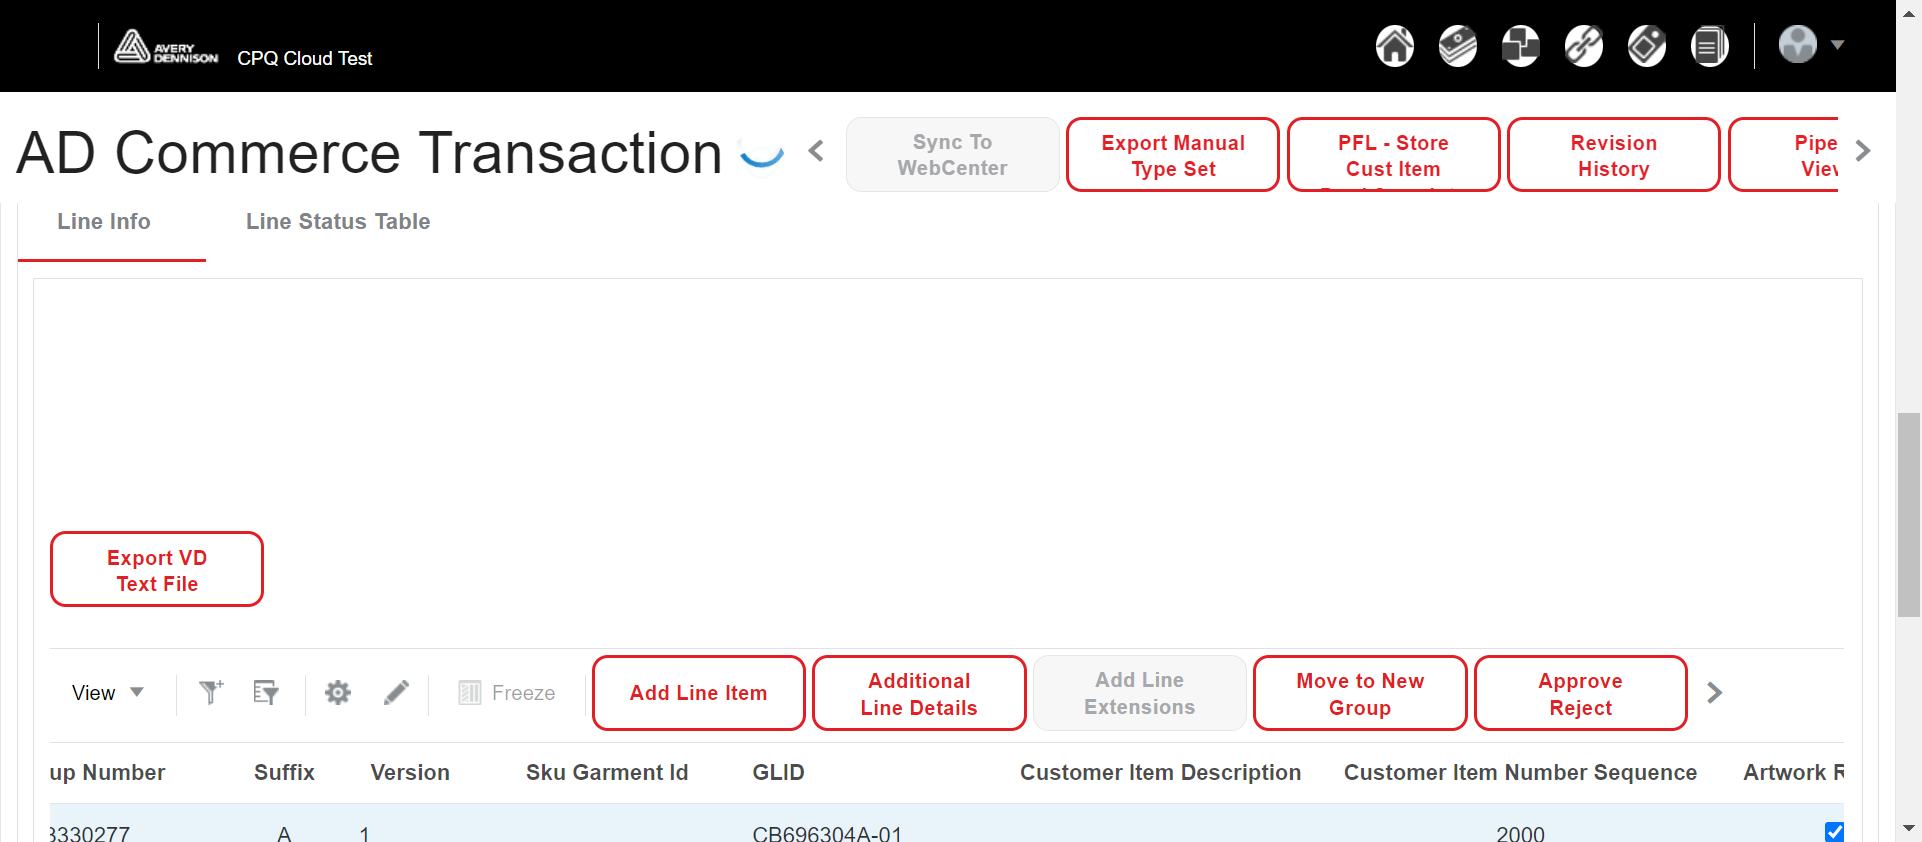 AVERY
DENNISON
CPQ Cloud Test
AD Commerce Transaction
Sync To
WebCenter
Export Manual
Type Set
PFL - Store
Cust Item
Revision
History
Pipe
View
Line Info
Line Status Table
Export VD
Text File
View
Freeze
Add Line Item
Additional
Line Details
Add Line
Extensions
Move to New
Group
Approve
Reject
up Number Suffix Version Sku Garment Id GLID Customer Item Description Customer Item Number Sequence Artwork R
3330277 A 1 CB696304A-01 2000